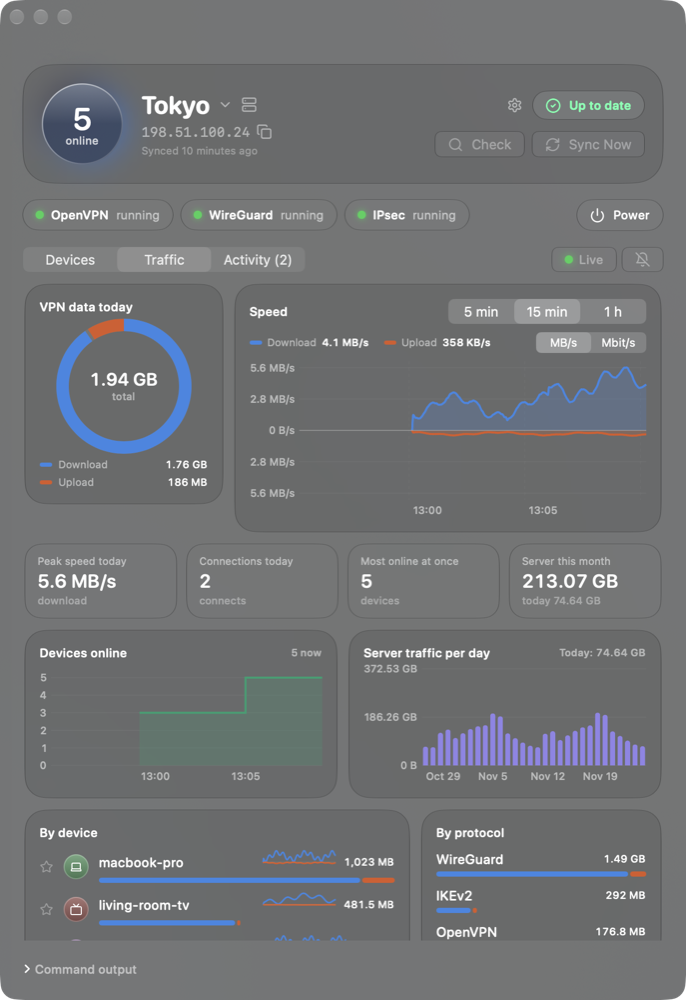 5
online
Tokyo
198.51.100.24
Synced 10 minutes ago
Up to date
Check
Sync Now
OpenVPN running
WireGuard running
IPsec running
Power
Devices
Traffic
Activity (2)
Live
VPN data today
1.94 GB
total
Download 1.76 GB
Upload 186 MB
Speed
5 min
15 min
1 h
Download 4.1 MB/s
Upload 358 KB/s
MB/s
Mbit/s
5.6 MB/s
2.8 MB/s
0 B/s
2.8 MB/s
5.6 MB/s
13:00
13:05
Peak speed today
5.6 MB/s
download
Connections today
2
connects
Most online at once
5
devices
Server this month
213.07 GB
today 74.64 GB
Devices online
5 now
5
4
3
2
1
0
13:00
13:05
Server traffic per day
Today: 74.64 GB
372.53 GB
186.26 GB
0 B
Oct 29
Nov 5
Nov 12
Nov 19
By device
macbook-pro
1,023 MB
living-room-tv
481.5 MB
By protocol
WireGuard
1.49 GB
IKEv2
292 MB
OpenVPN
176.8 MB
Command output